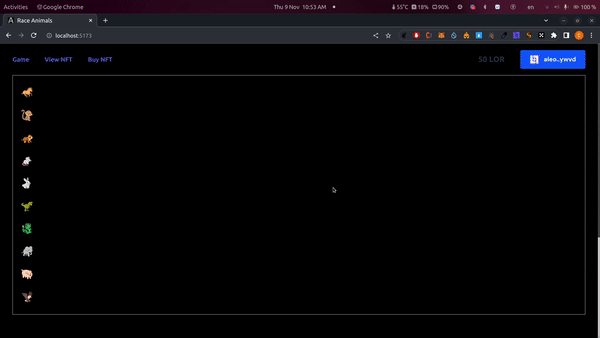 Activities Google Chrome Thu 9 Nov 10:53 AM 55°C 18% 90% en 100 %
Race Animals
localhost:5173
Game View NFT Buy NFT 50 LOR aleo..ywvd